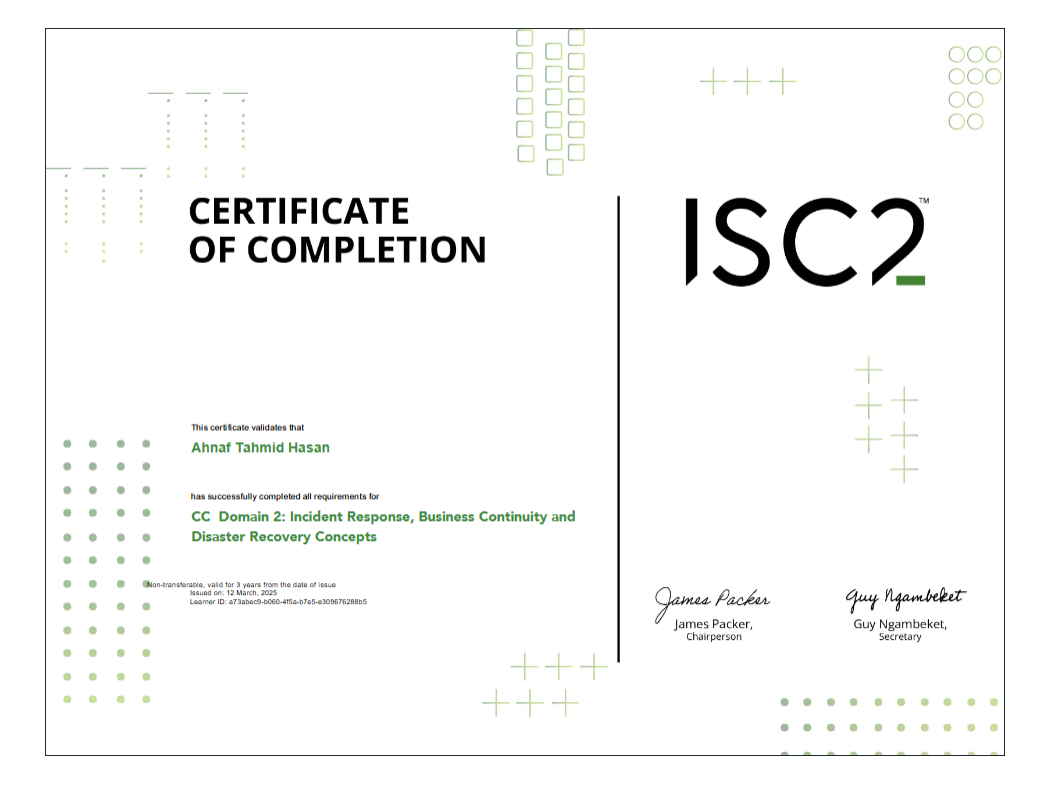 CERTIFICATE
OF COMPLETION
ISC2™
This certificate validates that
Ahnaf Tahmid Hasan
has successfully completed all requirements for
CC  Domain 2: Incident Response, Business Continuity and
Disaster Recovery Concepts
Non-transferable, valid for 3 years from the date of issue
Issued on: 12 March, 2025
Learner ID: a73abec9-b060-4f5a-b7e5-e309676288b5
James Packer
James Packer,
Chairperson
Guy Ngambeket
Guy Ngambeket,
Secretary